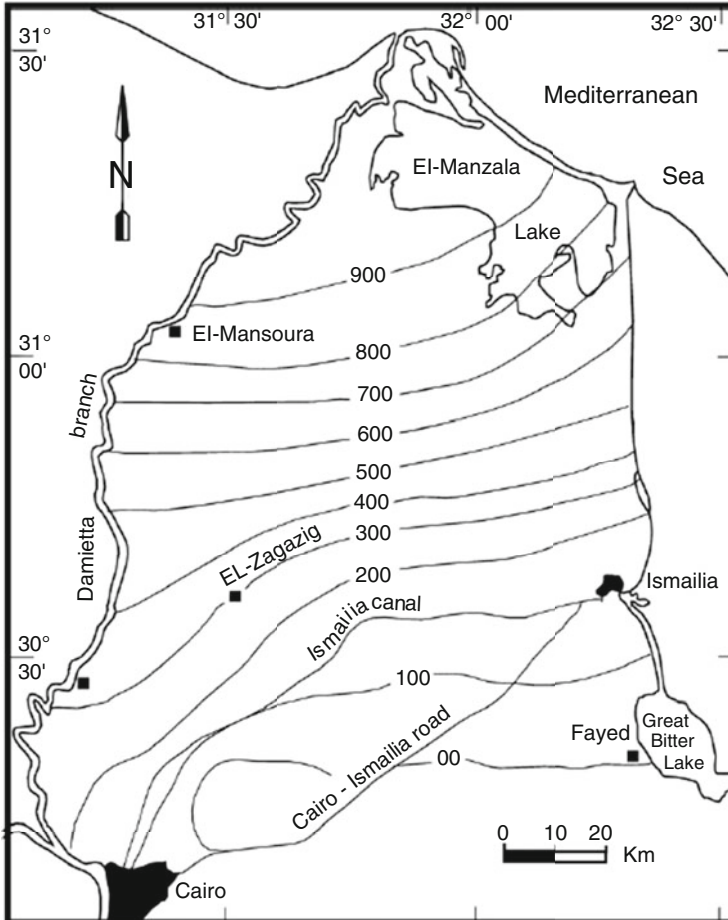 31° 30'
32° 00'
32° 30'
31°
30'
Mediterranean
Sea
N
El-Manzala
Lake
900
El-Mansoura
31°
00'
800
700
branch
600
500
400
300
EL-Zagazig
Damietta
200
Ismailia
Ismailia canal
30°
30'
100
Cairo - Ismailia road
Fayed
Great
Bitter
Lake
00
0 10 20
Km
Cairo